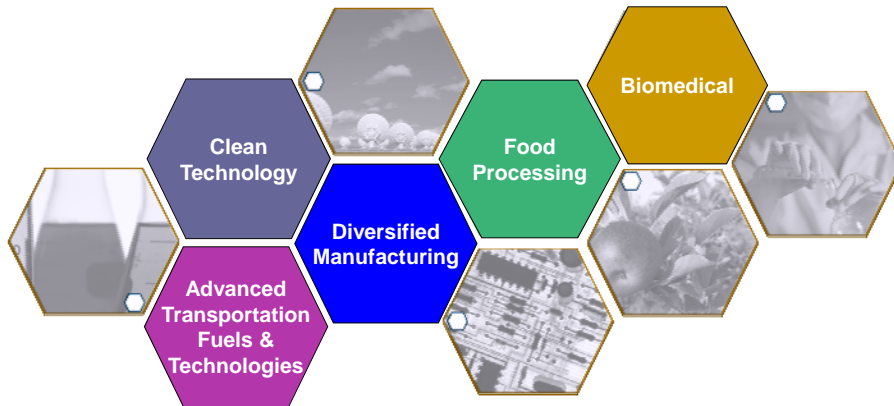 Biomedical
Clean
Technology
Food
Processing
Diversified
Manufacturing
Advanced
Transportation
Fuels &
Technologies